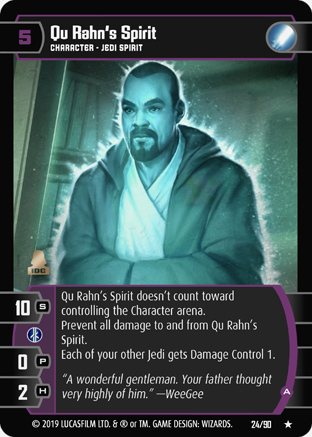 5
Qu Rahn's Spirit
CHARACTER - JEDI SPIRIT
IDC
10 S
0 P
2 H
Qu Rahn's Spirit doesn't count toward
controlling the Character arena.
Prevent all damage to and from Qu Rahn's
Spirit.
Each of your other Jedi gets Damage Control 1.
"A wonderful gentleman. Your father thought
very highly of him." —WeeGee
A
© 2019 LUCASFILM LTD. & ® or TM. GAME DESIGN: WIZARDS.
24/90 ★